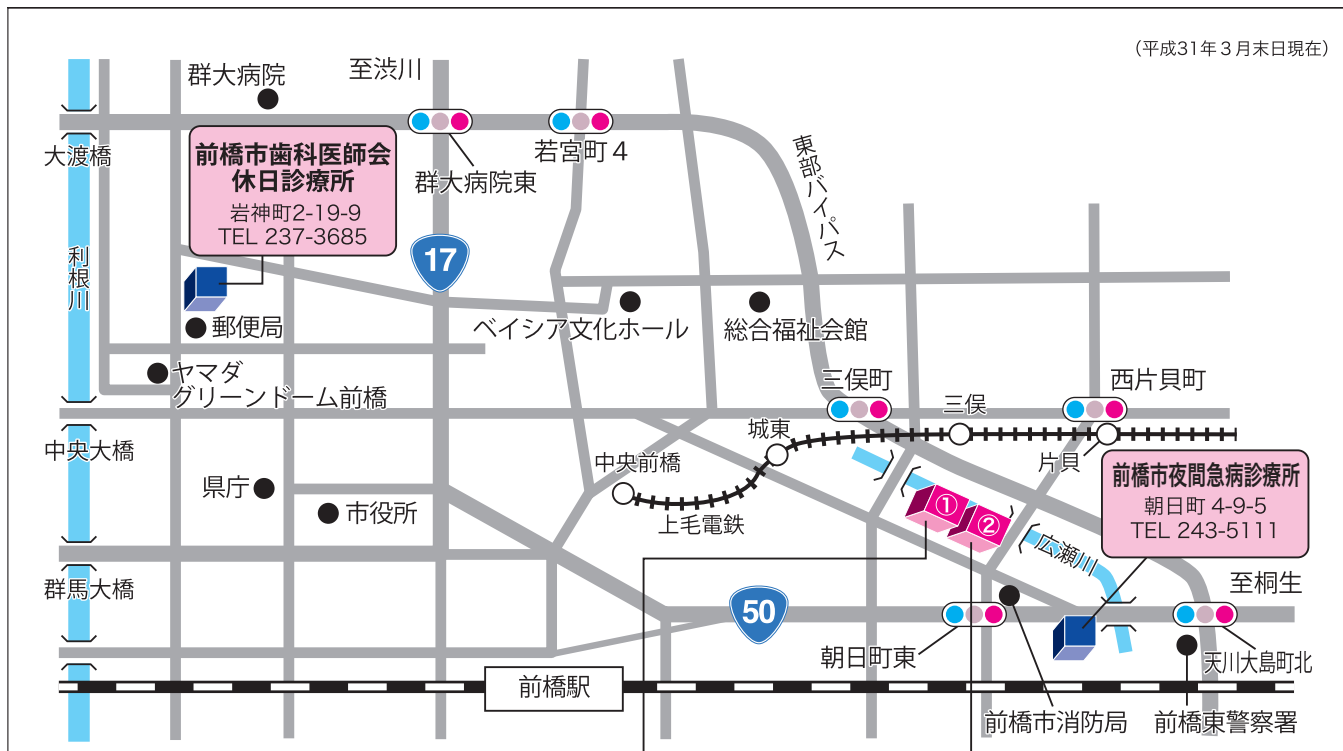 (平成31年3月末日現在)
群大病院
至渋川
大渡橋
前橋市歯科医師会
休日診療所
岩神町2-19-9
TEL 237-3685
群大病院東
若宮町4
東部バイパス
利根川
17
郵便局
ベイシア文化ホール
総合福祉会館
ヤマダ
グリーンドーム前橋
三俣町
三俣
西片貝町
中央大橋
城東
中央前橋
片貝
県庁
市役所
上毛電鉄
①
②
前橋市夜間急病診療所
朝日町 4-9-5
TEL 243-5111
広瀬川
群馬大橋
50
至桐生
朝日町東
天川大島町北
前橋駅
前橋市消防局
前橋東警察署